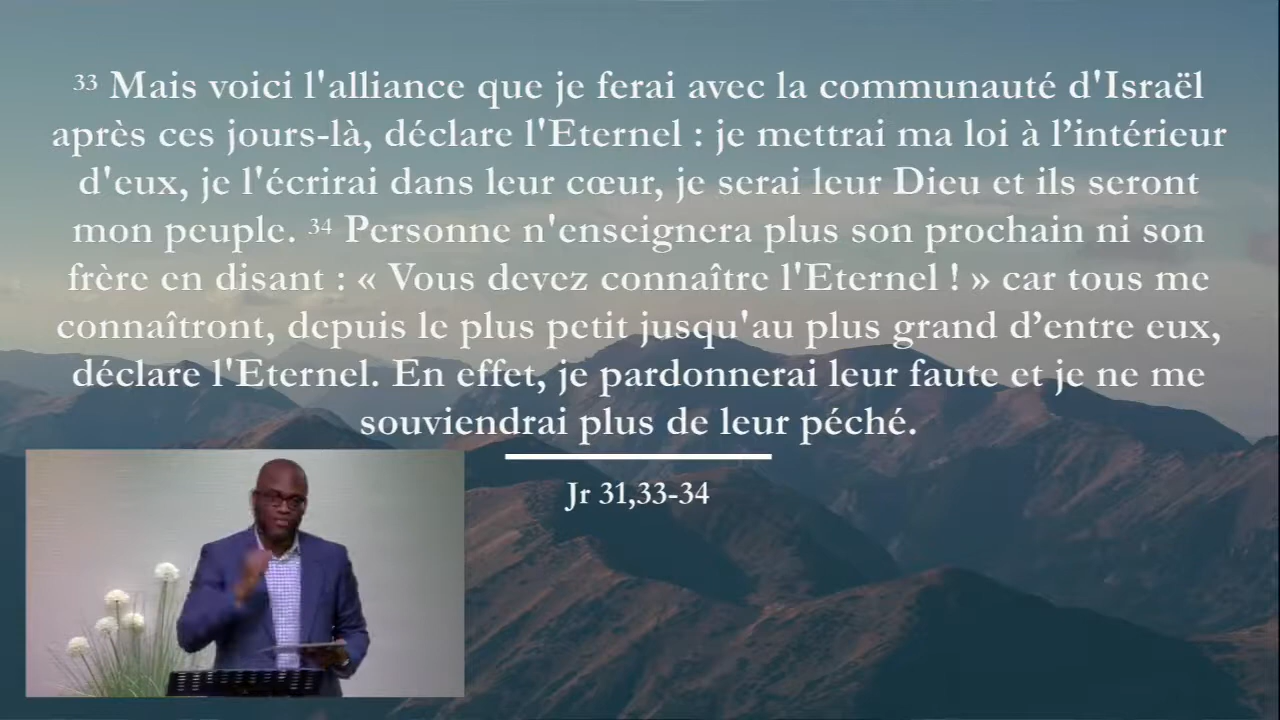 33 Mais voici l'alliance que je ferai avec la communauté d'Israël
après ces jours-là, déclare l'Eternel : je mettrai ma loi à l’intérieur
d'eux, je l'écrirai dans leur cœur, je serai leur Dieu et ils seront
mon peuple. 34 Personne n'enseignera plus son prochain ni son
frère en disant : « Vous devez connaître l'Eternel ! » car tous me
connaîtront, depuis le plus petit jusqu'au plus grand d’entre eux,
déclare l'Eternel. En effet, je pardonnerai leur faute et je ne me
souviendrai plus de leur péché.
Jr 31,33-34